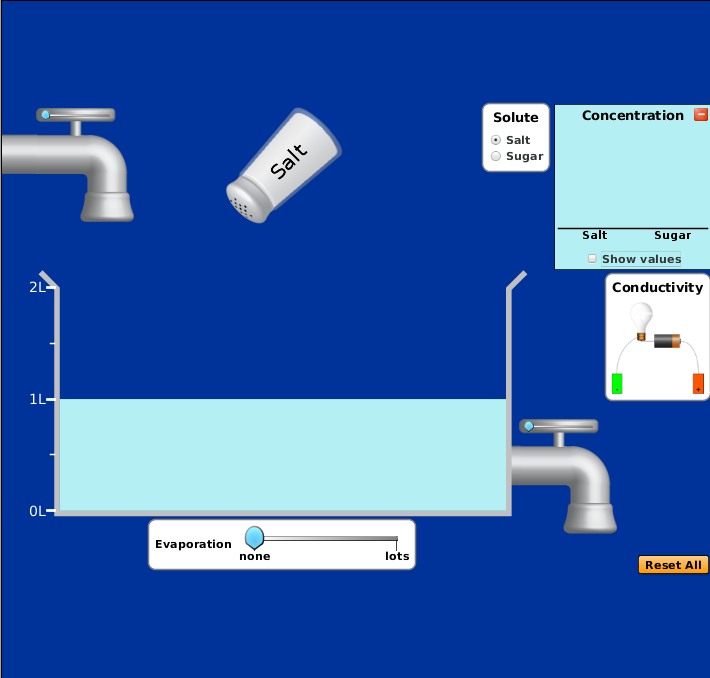 Salt
Solute
Salt
Sugar
Concentration
Salt Sugar
Show values
Conductivity
- +
2L
1L
0L
Evaporation
none lots
Reset All